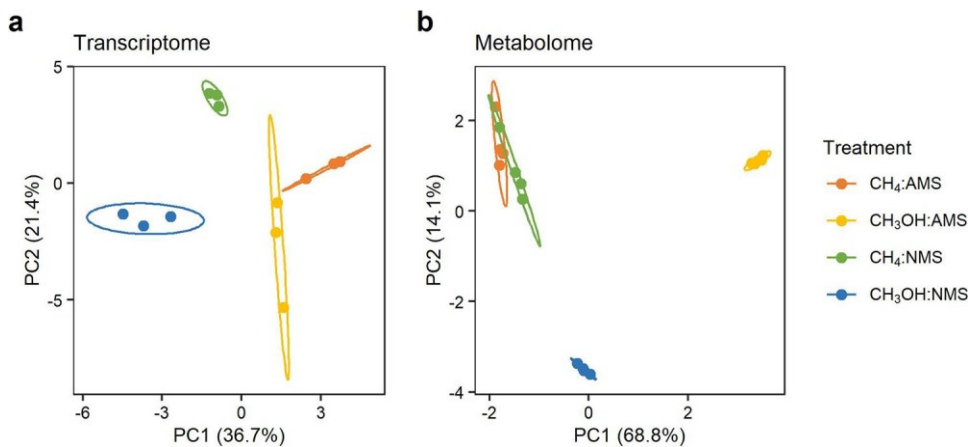 a
Transcriptome
5
0
-5
PC2 (21.4%)
-6
-3
0
3
PC1 (36.7%)
b
Metabolome
2
0
-2
-4
PC2 (14.1%)
-2
0
2
PC1 (68.8%)
Treatment
CH₄:AMS
CH₃OH:AMS
CH₄:NMS
CH₃OH:NMS